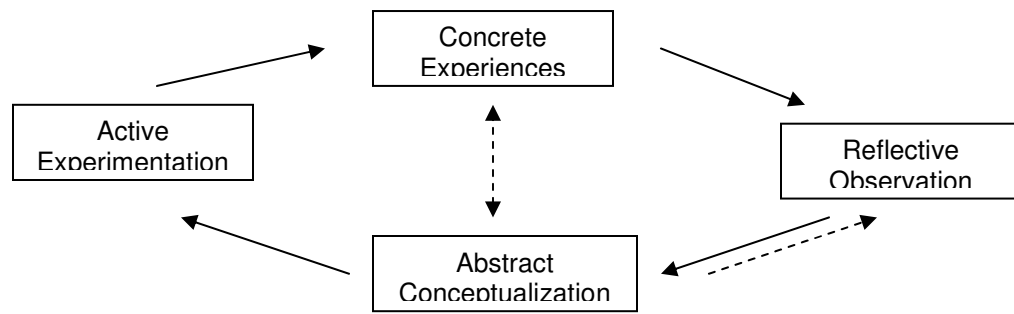 Concrete
Experiences
Active
Experimentation
Reflective
Observation
Abstract
Conceptualization